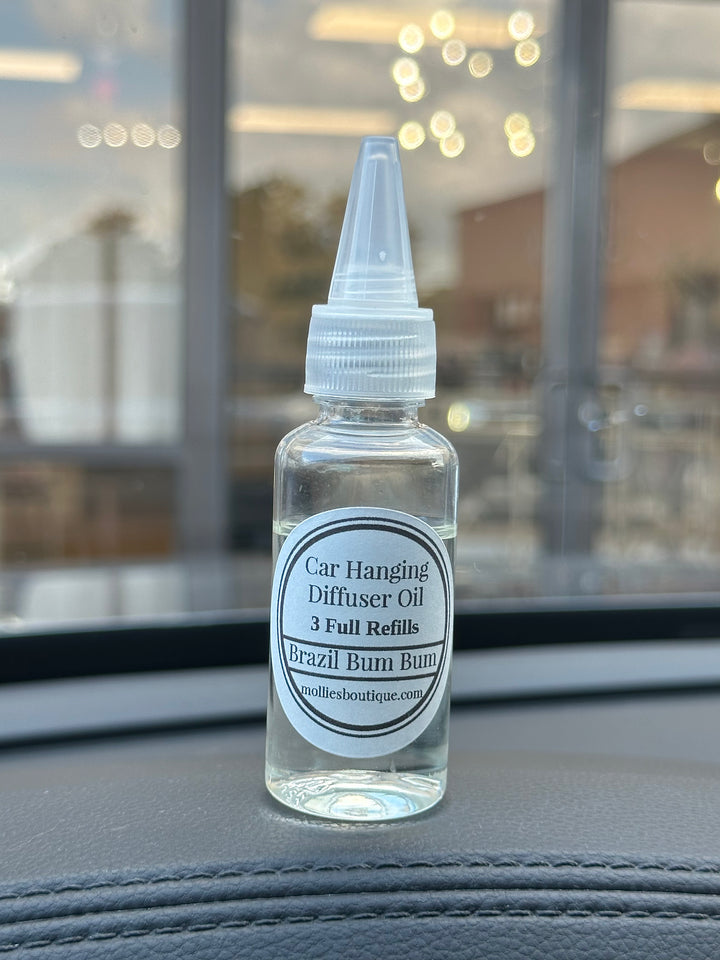 Car Hanging
Diffuser Oil
3 Full Refills
Brazil Bum Bum
molliesboutique.com